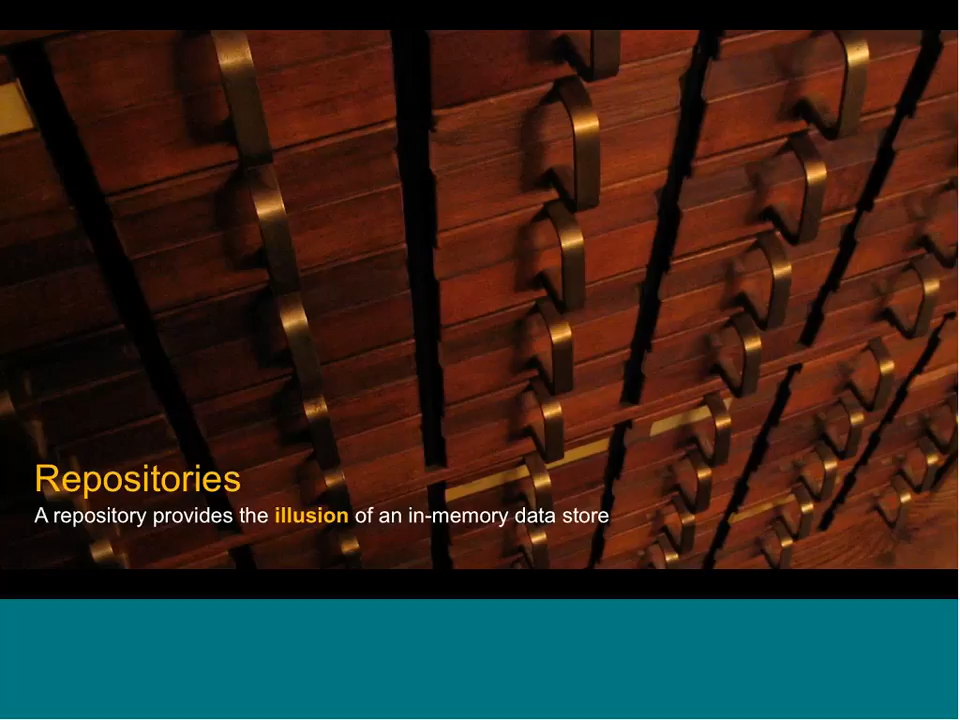 Repositories
A repository provides the illusion of an in-memory data store